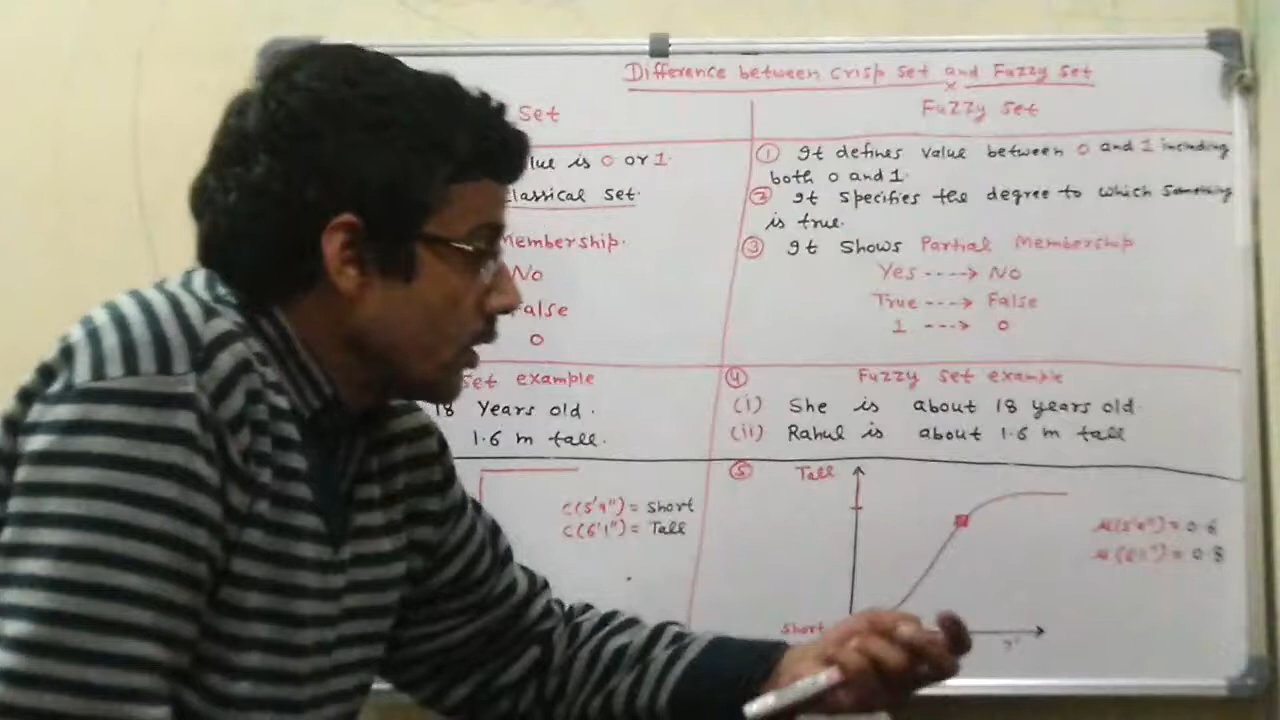 Difference between crisp set and Fuzzy set
×
Set
lue is 0 or 1.
classical set.
Membership.
No
False
0
Set example
18 Years old.
1.6 m tall.
C(5'9")= Short
C(6'1")= Tall
Fuzzy Set
① It defines value between 0 and 1 including
both 0 and 1.
② It specifies the degree to which something
is true.
③ It shows Partial Membership
Yes ----> No
True ---> False
1 ---> 0
④ Fuzzy set example
(i) She is about 18 years old.
(ii) Rahul is about 1.6 m tall
⑤ Tall
Short